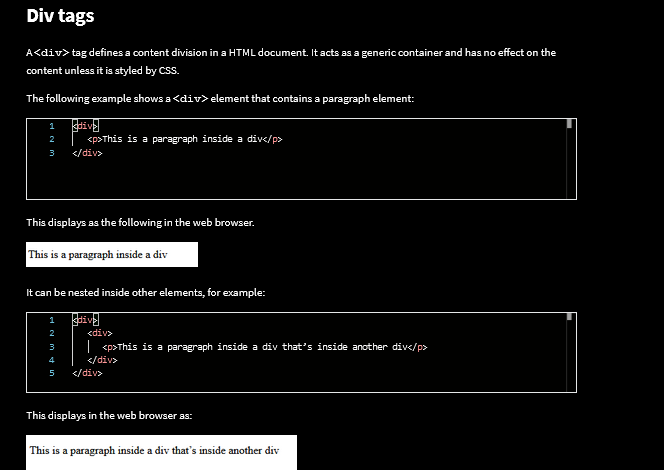 Div tags
A <div> tag defines a content division in a HTML document. It acts as a generic container and has no effect on the
content unless it is styled by CSS.
The following example shows a <div> element that contains a paragraph element:
1 <div>
2 <p>This is a paragraph inside a div</p>
3 </div>
This displays as the following in the web browser.
This is a paragraph inside a div
It can be nested inside other elements, for example:
1 <div>
2 <div>
3 <p>This is a paragraph inside a div that's inside another div</p>
4 </div>
5 </div>
This displays in the web browser as:
This is a paragraph inside a div that's inside another div